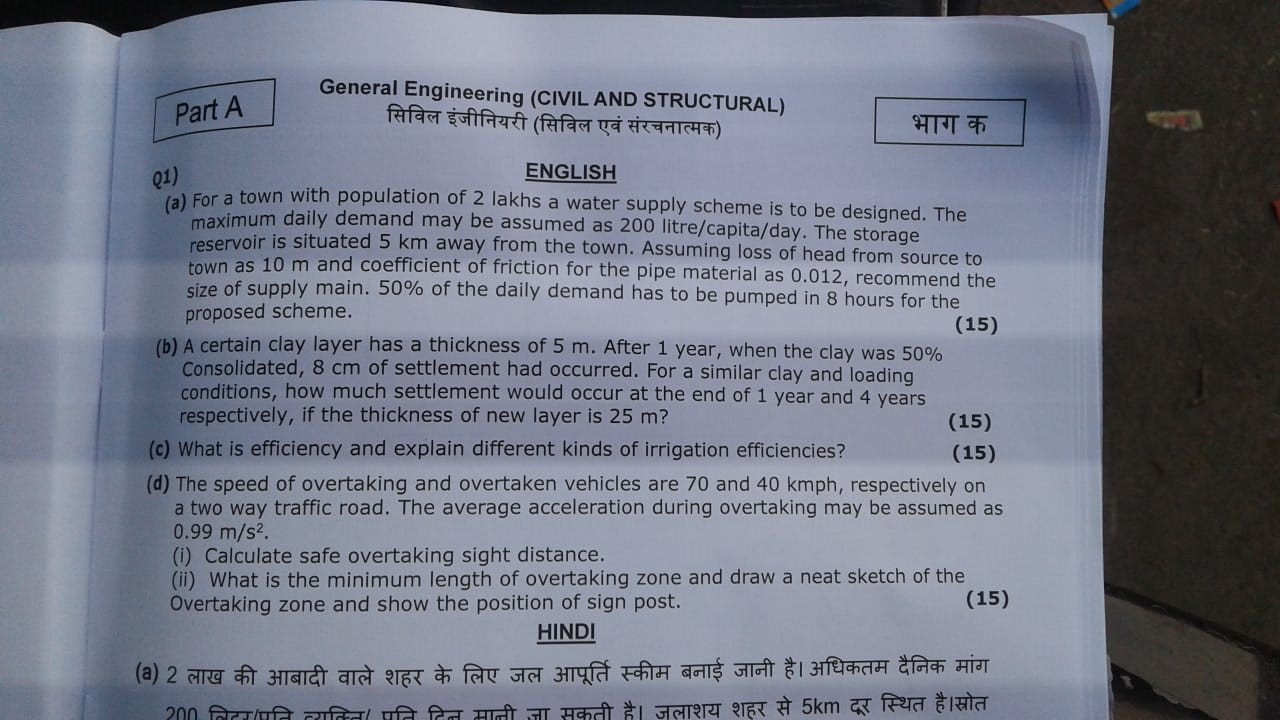 Part A
General Engineering (CIVIL AND STRUCTURAL)
सिविल इंजीनियरी (सिविल एवं संरचनात्मक)
भाग क
ENGLISH
Q1)
(a) For a town with population of 2 lakhs a water supply scheme is to be designed. The
maximum daily demand may be assumed as 200 litre/capita/day. The storage
reservoir is situated 5 km away from the town. Assuming loss of head from source to
town as 10 m and coefficient of friction for the pipe material as 0.012, recommend the
size of supply main. 50% of the daily demand has to be pumped in 8 hours for the
proposed scheme. (15)
(b) A certain clay layer has a thickness of 5 m. After 1 year, when the clay was 50%
Consolidated, 8 cm of settlement had occurred. For a similar clay and loading
conditions, how much settlement would occur at the end of 1 year and 4 years
respectively, if the thickness of new layer is 25 m? (15)
(c) What is efficiency and explain different kinds of irrigation efficiencies? (15)
(d) The speed of overtaking and overtaken vehicles are 70 and 40 kmph, respectively on
a two way traffic road. The average acceleration during overtaking may be assumed as
0.99 m/s².
(i) Calculate safe overtaking sight distance.
(ii) What is the minimum length of overtaking zone and draw a neat sketch of the
Overtaking zone and show the position of sign post. (15)
HINDI
(a) 2 लाख की आबादी वाले शहर के लिए जल आपूर्ति स्कीम बनाई जानी है। अधिकतम दैनिक मांग
200 लिटर/प्रति व्यक्ति/ प्रति दिन मानी जा सकती है। जलाशय शहर से 5km दूर स्थित है।स्रोत